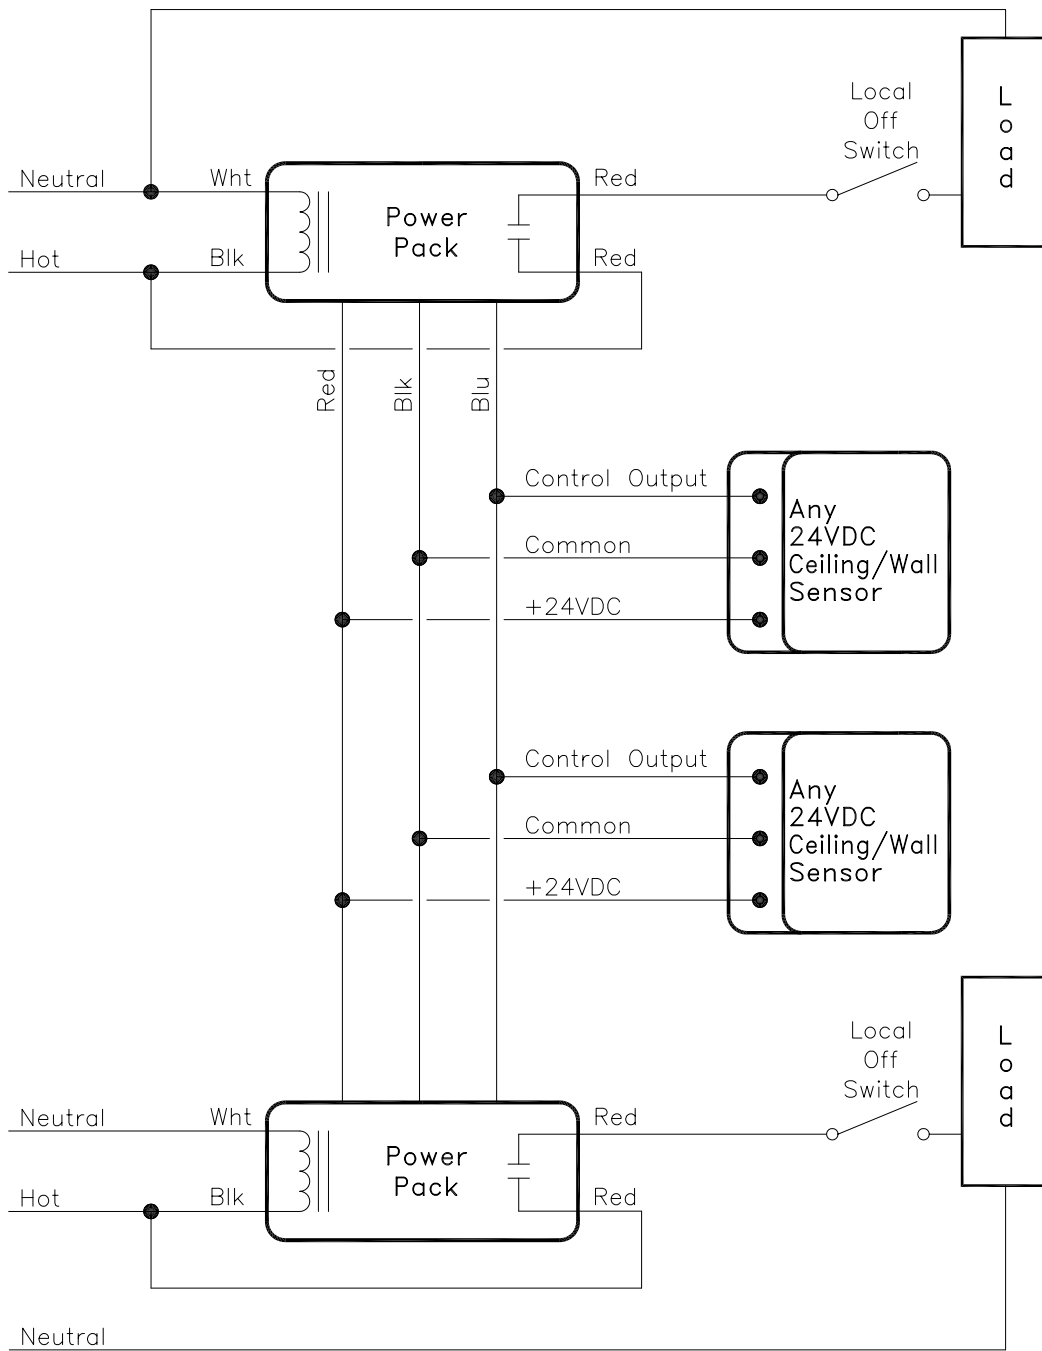 Local
Off
Switch
L
o
a
d
Neutral
Wht
Power
Pack
Red
Hot
Blk
Red
Red
Blk
Blu
Control Output
Common
+24VDC
Any
24VDC
Ceiling/Wall
Sensor
Control Output
Common
+24VDC
Any
24VDC
Ceiling/Wall
Sensor
Local
Off
Switch
L
o
a
d
Neutral
Wht
Power
Pack
Red
Hot
Blk
Red
Neutral